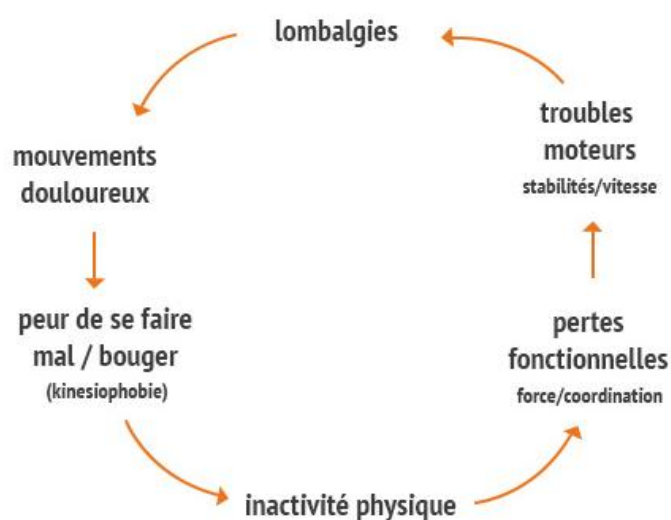 lombalgies
mouvements
douloureux
peur de se faire
mal / bouger
(kinesiophobie)
inactivité physique
pertes
fonctionnelles
force/coordination
troubles
moteurs
stabilités/vitesse